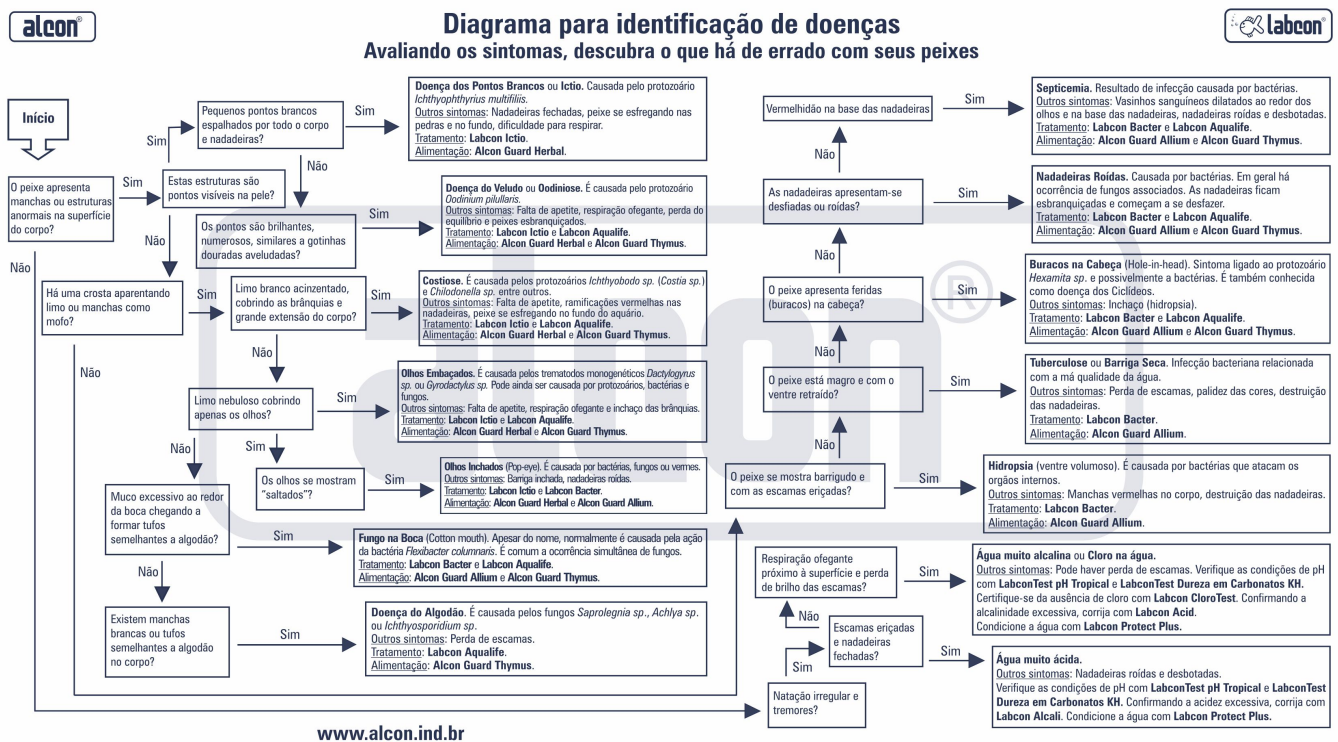 alcon®
Diagrama para identificação de doenças
Avaliando os sintomas, descubra o que há de errado com seus peixes
Labcon®
Início
O peixe apresenta
manchas ou estruturas
anormais na superfície
do corpo?
Sim
Não
Estas estruturas são
pontos visíveis na pele?
Sim
Não
Pequenos pontos brancos
espalhados por todo o corpo
e nadadeiras?
Sim
Não
Doença dos Pontos Brancos ou Ictio. Causada pelo protozoário
Ichthyophthyrius multifiliis.
Outros sintomas: Nadadeiras fechadas, peixe se esfregando nas
pedras e no fundo, dificuldade para respirar.
Tratamento: Labcon Ictio.
Alimentação: Alcon Guard Herbal.
Os pontos são brilhantes,
numerosos, similares a gotinhas
douradas aveludadas?
Sim
Doença do Veludo ou Oodiniose. É causada pelo protozoário
Oodinium pilullaris.
Outros sintomas: Falta de apetite, respiração ofegante, perda do
equilíbrio e peixes esbranquiçados.
Tratamento: Labcon Ictio e Labcon Aqualife.
Alimentação: Alcon Guard Herbal e Alcon Guard Thymus.
Há uma crosta aparentando
limo ou manchas como
mofo?
Sim
Não
Limo branco acinzentado,
cobrindo as brânquias e
grande extensão do corpo?
Sim
Não
Costiose. É causada pelos protozoários Ichthyobodo sp. (Costia sp.)
e Chilodonella sp. entre outros.
Outros sintomas: Falta de apetite, ramificações vermelhas nas
nadadeiras, peixe se esfregando no fundo do aquário.
Tratamento: Labcon Ictio e Labcon Aqualife.
Alimentação: Alcon Guard Herbal e Alcon Guard Thymus.
Limo nebuloso cobrindo
apenas os olhos?
Sim
Não
Sim
Olhos Embaçados. É causada pelos trematodos monogenéticos Dactylogyrus
sp. ou Gyrodactylus sp. Pode ainda ser causada por protozoários, bactérias e
fungos.
Outros sintomas: Falta de apetite, respiração ofegante e inchaço das brânquias.
Tratamento: Labcon Ictio e Labcon Aqualife.
Alimentação: Alcon Guard Herbal e Alcon Guard Thymus.
Os olhos se mostram
"saltados"?
Sim
Olhos Inchados (Pop-eye). É causada por bactérias, fungos ou vermes.
Outros sintomas: Barriga inchada, nadadeiras roídas.
Tratamento: Labcon Ictio e Labcon Bacter.
Alimentação: Alcon Guard Herbal e Alcon Guard Allium.
Muco excessivo ao redor
da boca chegando a
formar tufos
semelhantes a algodão?
Sim
Não
Fungo na Boca (Cotton mouth). Apesar do nome, normalmente é causada pela ação
da bactéria Flexibacter columnaris. É comum a ocorrência simultânea de fungos.
Tratamento: Labcon Bacter e Labcon Aqualife.
Alimentação: Alcon Guard Allium e Alcon Guard Thymus.
Existem manchas
brancas ou tufos
semelhantes a algodão
no corpo?
Sim
Doença do Algodão. É causada pelos fungos Saprolegnia sp., Achlya sp.
ou Ichthyosporidium sp.
Outros sintomas: Perda de escamas.
Tratamento: Labcon Aqualife.
Alimentação: Alcon Guard Thymus.
Vermelhidão na base das nadadeiras
Sim
Não
Septicemia. Resultado de infecção causada por bactérias.
Outros sintomas: Vasinhos sanguíneos dilatados ao redor dos
olhos e na base das nadadeiras, nadadeiras roídas e desbotadas.
Tratamento: Labcon Bacter e Labcon Aqualife.
Alimentação: Alcon Guard Allium e Alcon Guard Thymus.
As nadadeiras apresentam-se
desfiadas ou roídas?
Sim
Não
Nadadeiras Roídas. Causada por bactérias. Em geral há
ocorrência de fungos associados. As nadadeiras ficam
esbranquiçadas e começam a se desfazer.
Tratamento: Labcon Bacter e Labcon Aqualife.
Alimentação: Alcon Guard Allium e Alcon Guard Thymus.
O peixe apresenta feridas
(buracos) na cabeça?
Sim
Não
Buracos na Cabeça (Hole-in-head). Sintoma ligado ao protozoário
Hexamita sp. e possivelmente a bactérias. É também conhecida
como doença dos Ciclídeos.
Outros sintomas: Inchaço (hidropsia).
Tratamento: Labcon Bacter e Labcon Aqualife.
Alimentação: Alcon Guard Allium e Alcon Guard Thymus.
O peixe está magro e com o
ventre retraído?
Sim
Não
Tuberculose ou Barriga Seca. Infecção bacteriana relacionada
com a má qualidade da água.
Outros sintomas: Perda de escamas, palidez das cores, destruição
das nadadeiras.
Tratamento: Labcon Bacter.
Alimentação: Alcon Guard Allium.
O peixe se mostra barrigudo e
com as escamas eriçadas?
Sim
Hidropsia (ventre volumoso). É causada por bactérias que atacam os
orgãos internos.
Outros sintomas: Manchas vermelhas no corpo, destruição das nadadeiras.
Tratamento: Labcon Bacter.
Alimentação: Alcon Guard Allium.
Respiração ofegante
próximo à superfície e perda
de brilho das escamas?
Sim
Não
Água muito alcalina ou Cloro na água.
Outros sintomas: Pode haver perda de escamas. Verifique as condições de pH
com LabconTest pH Tropical e LabconTest Dureza em Carbonatos KH.
Certifique-se da ausência de cloro com Labcon CloroTest. Confirmando a
alcalinidade excessiva, corrija com Labcon Acid.
Condicione a água com Labcon Protect Plus.
Escamas eriçadas
e nadadeiras
fechadas?
Sim
Sim
Água muito ácida.
Outros sintomas: Nadadeiras roídas e desbotadas.
Verifique as condições de pH com LabconTest pH Tropical e LabconTest
Dureza em Carbonatos KH. Confirmando a acidez excessiva, corrija com
Labcon Alcali. Condicione a água com Labcon Protect Plus.
Natação irregular e
tremores?
www.alcon.ind.br
alcon®